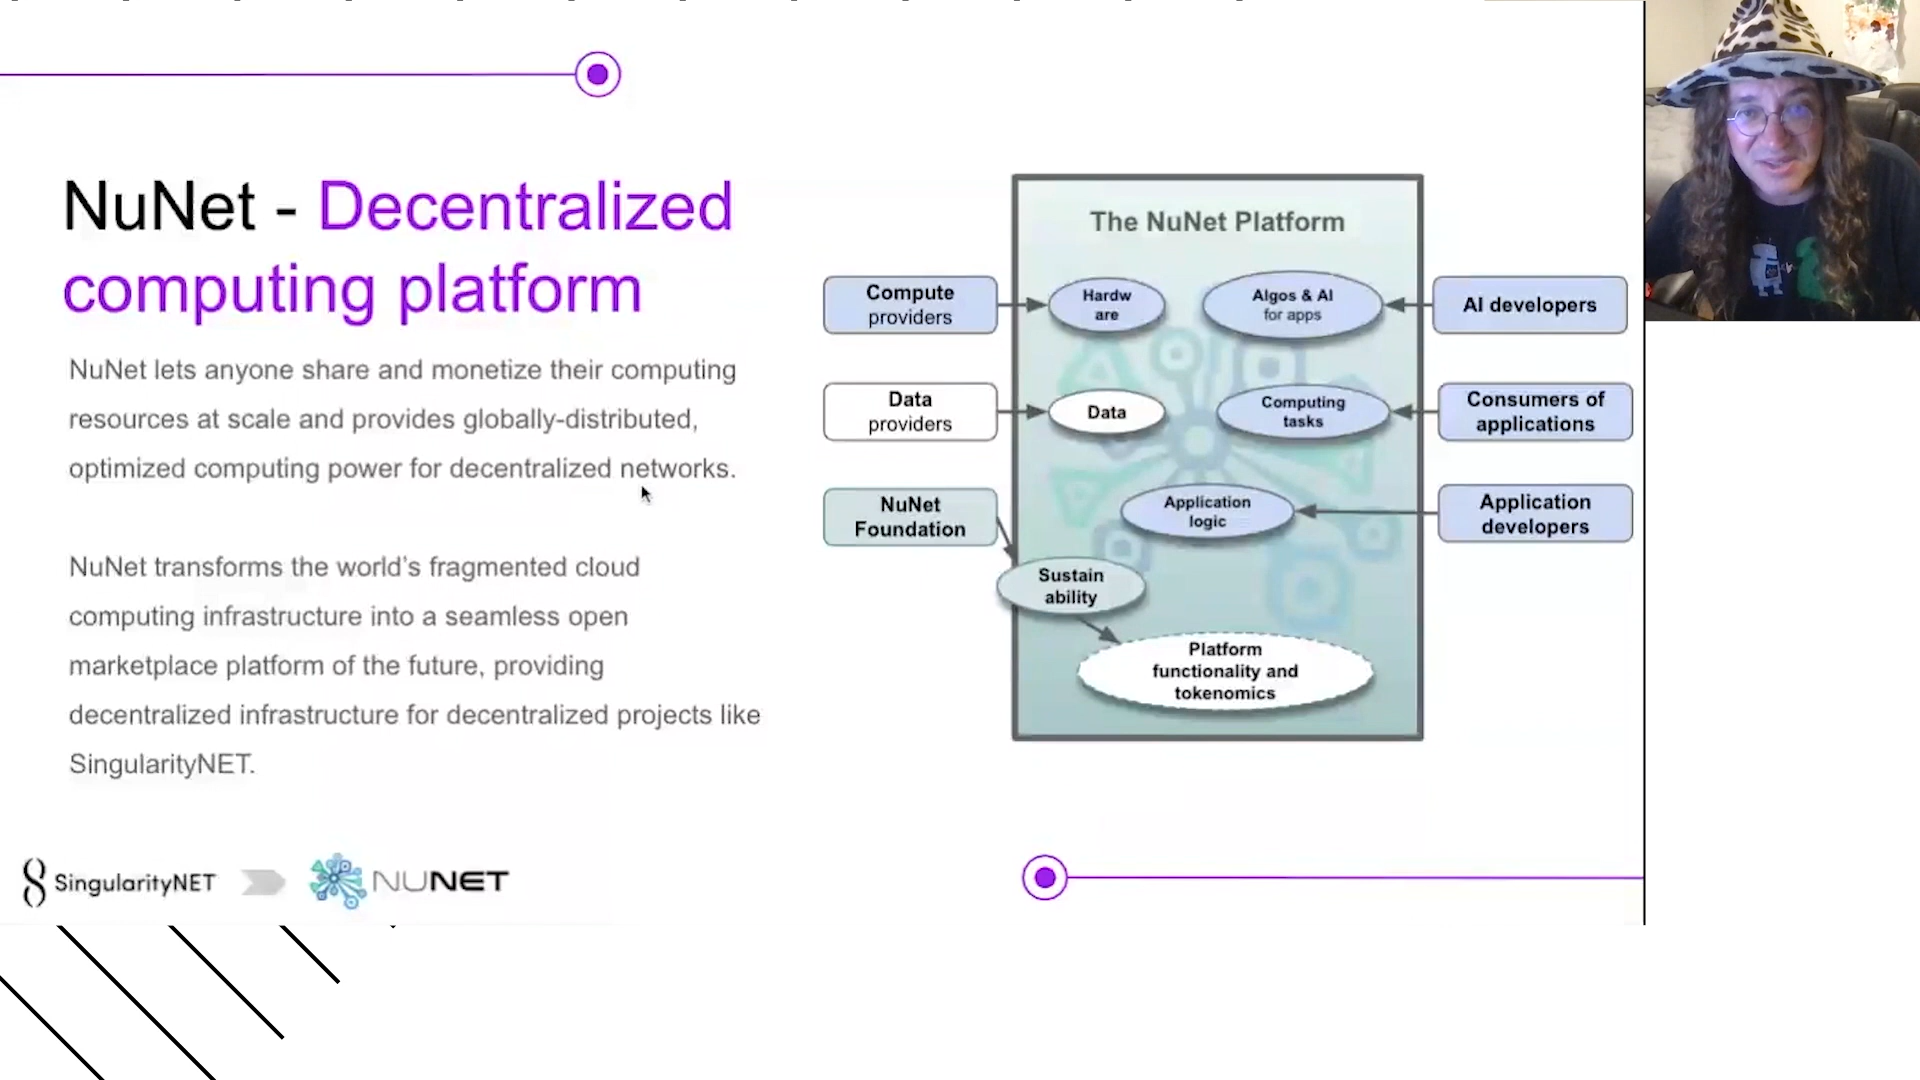 NuNet - Decentralized
computing platform
NuNet lets anyone share and monetize their computing
resources at scale and provides globally-distributed,
optimized computing power for decentralized networks.
NuNet transforms the world's fragmented cloud
computing infrastructure into a seamless open
marketplace platform of the future, providing
decentralized infrastructure for decentralized projects like
SingularityNET.
SingularityNET
NUNET
The NuNet Platform
Compute
providers
Hardw
are
Algos & AI
for apps
AI developers
Data
providers
Data
Computing
tasks
Consumers of
applications
NuNet
Foundation
Application
logic
Application
developers
Sustain
ability
Platform
functionality and
tokenomics